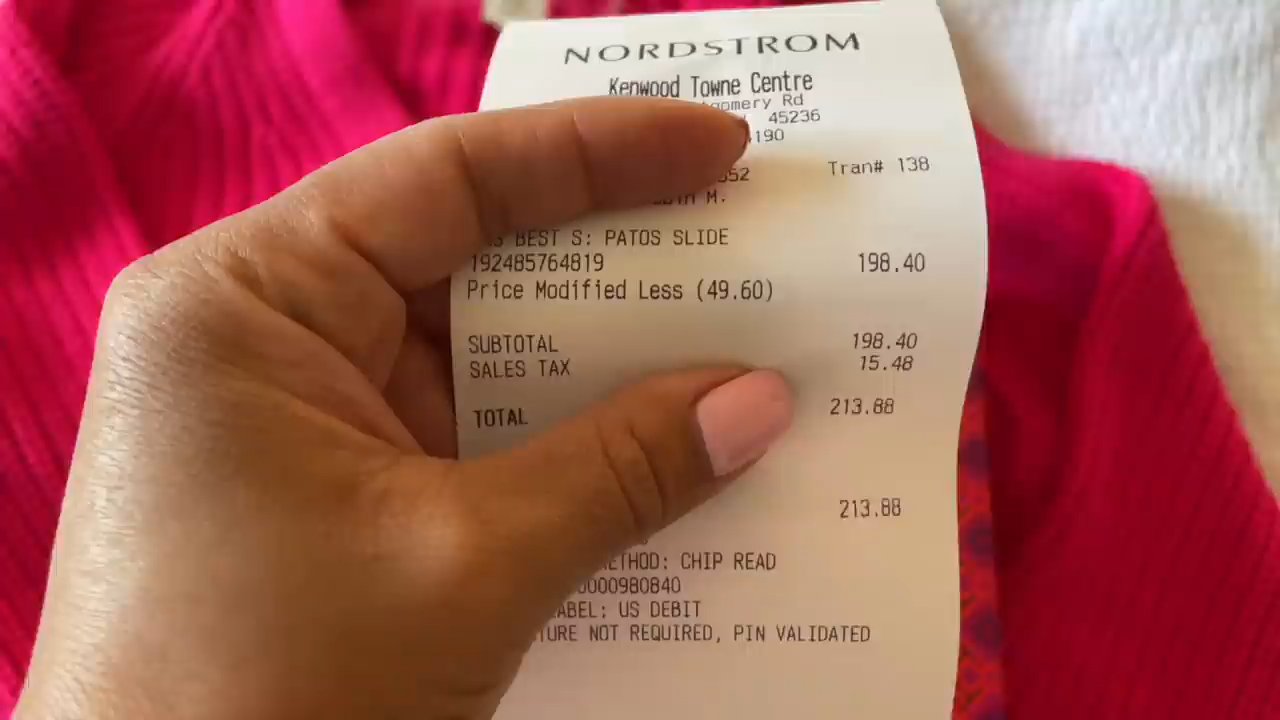 NORDSTROM
Kenwood Towne Centre
Rd
45236
Tran# 138
M.
BEST S: PATOS SLIDE
192485764819 198.40
Price Modified Less (49.60)
SUBTOTAL 198.40
SALES TAX 15.48
TOTAL 213.88
213.88
CHIP READ
US DEBIT
NOT REQUIRED, PIN VALIDATED